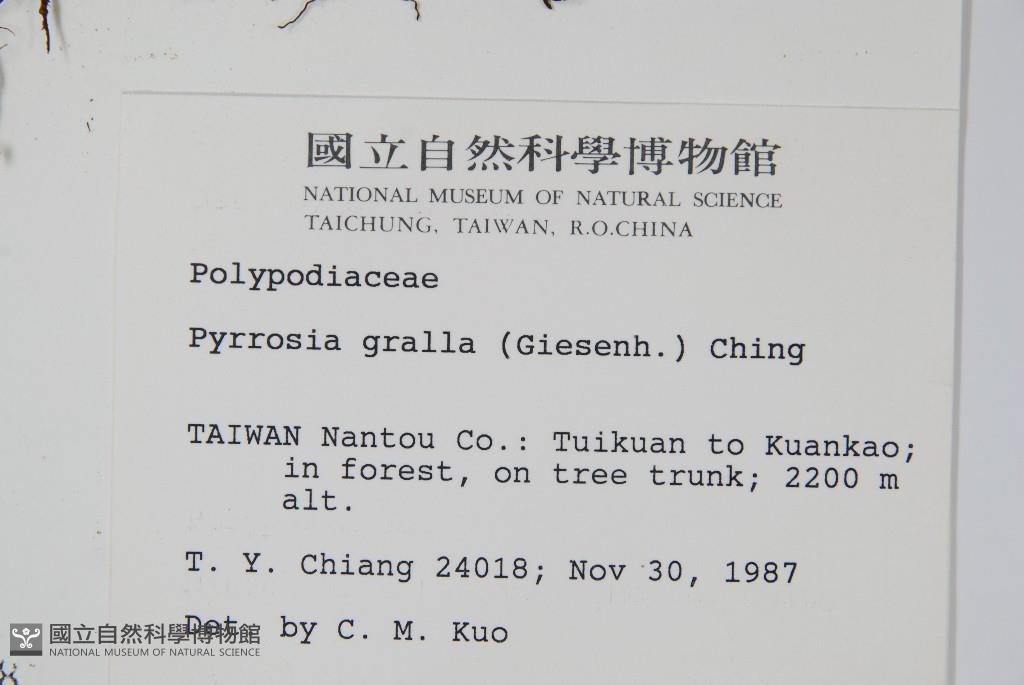 國立自然科學博物館
NATIONAL MUSEUM OF NATURAL SCIENCE
TAICHUNG, TAIWAN, R.O.CHINA
Polypodiaceae
Pyrrosia gralla (Giesenh.) Ching
TAIWAN Nantou Co.: Tuikuan to Kuankao;
in forest, on tree trunk; 2200 m
alt.
T. Y. Chiang 24018; Nov 30, 1987
Det. by C. M. Kuo
國立自然科學博物館
NATIONAL MUSEUM OF NATURAL SCIENCE